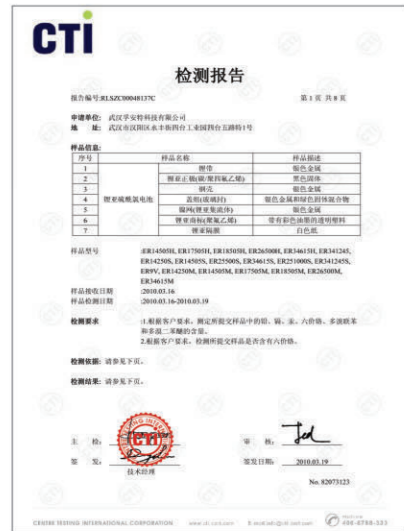 CTI
检测报告
报告编号:RLSZC00048137C 第 1 页 共 8 页
申请单位: 武汉孚安特科技有限公司
地 址: 武汉市汉阳区永丰街四台工业园四台五路特1号
样品信息:
序号 样品名称 样品描述
1 锂带 银色金属
2 锂亚正极(碳/聚四氟乙烯) 黑色固体
3 钢壳 银色金属
4 锂亚硫酰氯电池 盖组(玻璃封) 银色金属和绿色固体混合物
5 镍网(锂亚集流体) 银色金属
6 锂亚商标(聚氯乙烯) 带有彩色油墨的透明塑料
7 锂亚隔膜 白色纸
样品型号 :ER14505H, ER17505H, ER18505H, ER26500H, ER34615H, ER341245,
ER14250S, ER14505S, ER25500S, ER34615S, ER251000S, ER341245S,
ER9V, ER14250M, ER14505M, ER17505M, ER18505M, ER26500M,
ER34615M
样品接收日期 :2010.03.16
样品检测日期 :2010.03.16-2010.03.19
检测要求 :1.根据客户要求, 测定所提交样品中的铅、镉、汞、六价铬、多溴联苯
和多溴二苯醚的含量。
2.根据客户要求, 检测所提交样品是否含有六价铬。
检测依据: 请参见下页。
检测结果: 请参见下页。
主 检: 审 核:
签 发: 签发日期: 2010.03.19
技术经理
No. 82073123
CENTRE TESTING INTERNATIONAL CORPORATION www.cti-cert.com
400-6788-333